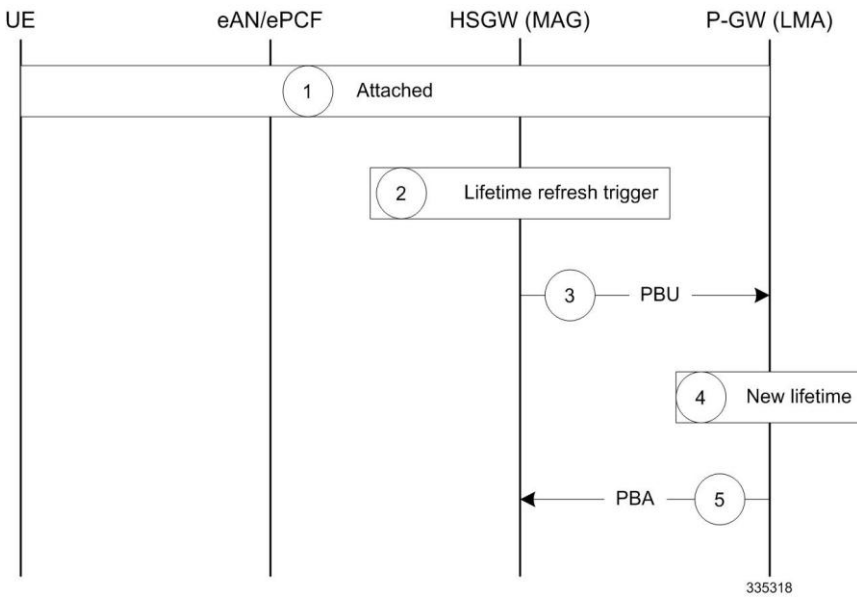 UE eAN/ePCF HSGW (MAG) P-GW (LMA)
1 Attached
2 Lifetime refresh trigger
3 PBU
4 New lifetime
PBA 5
335318